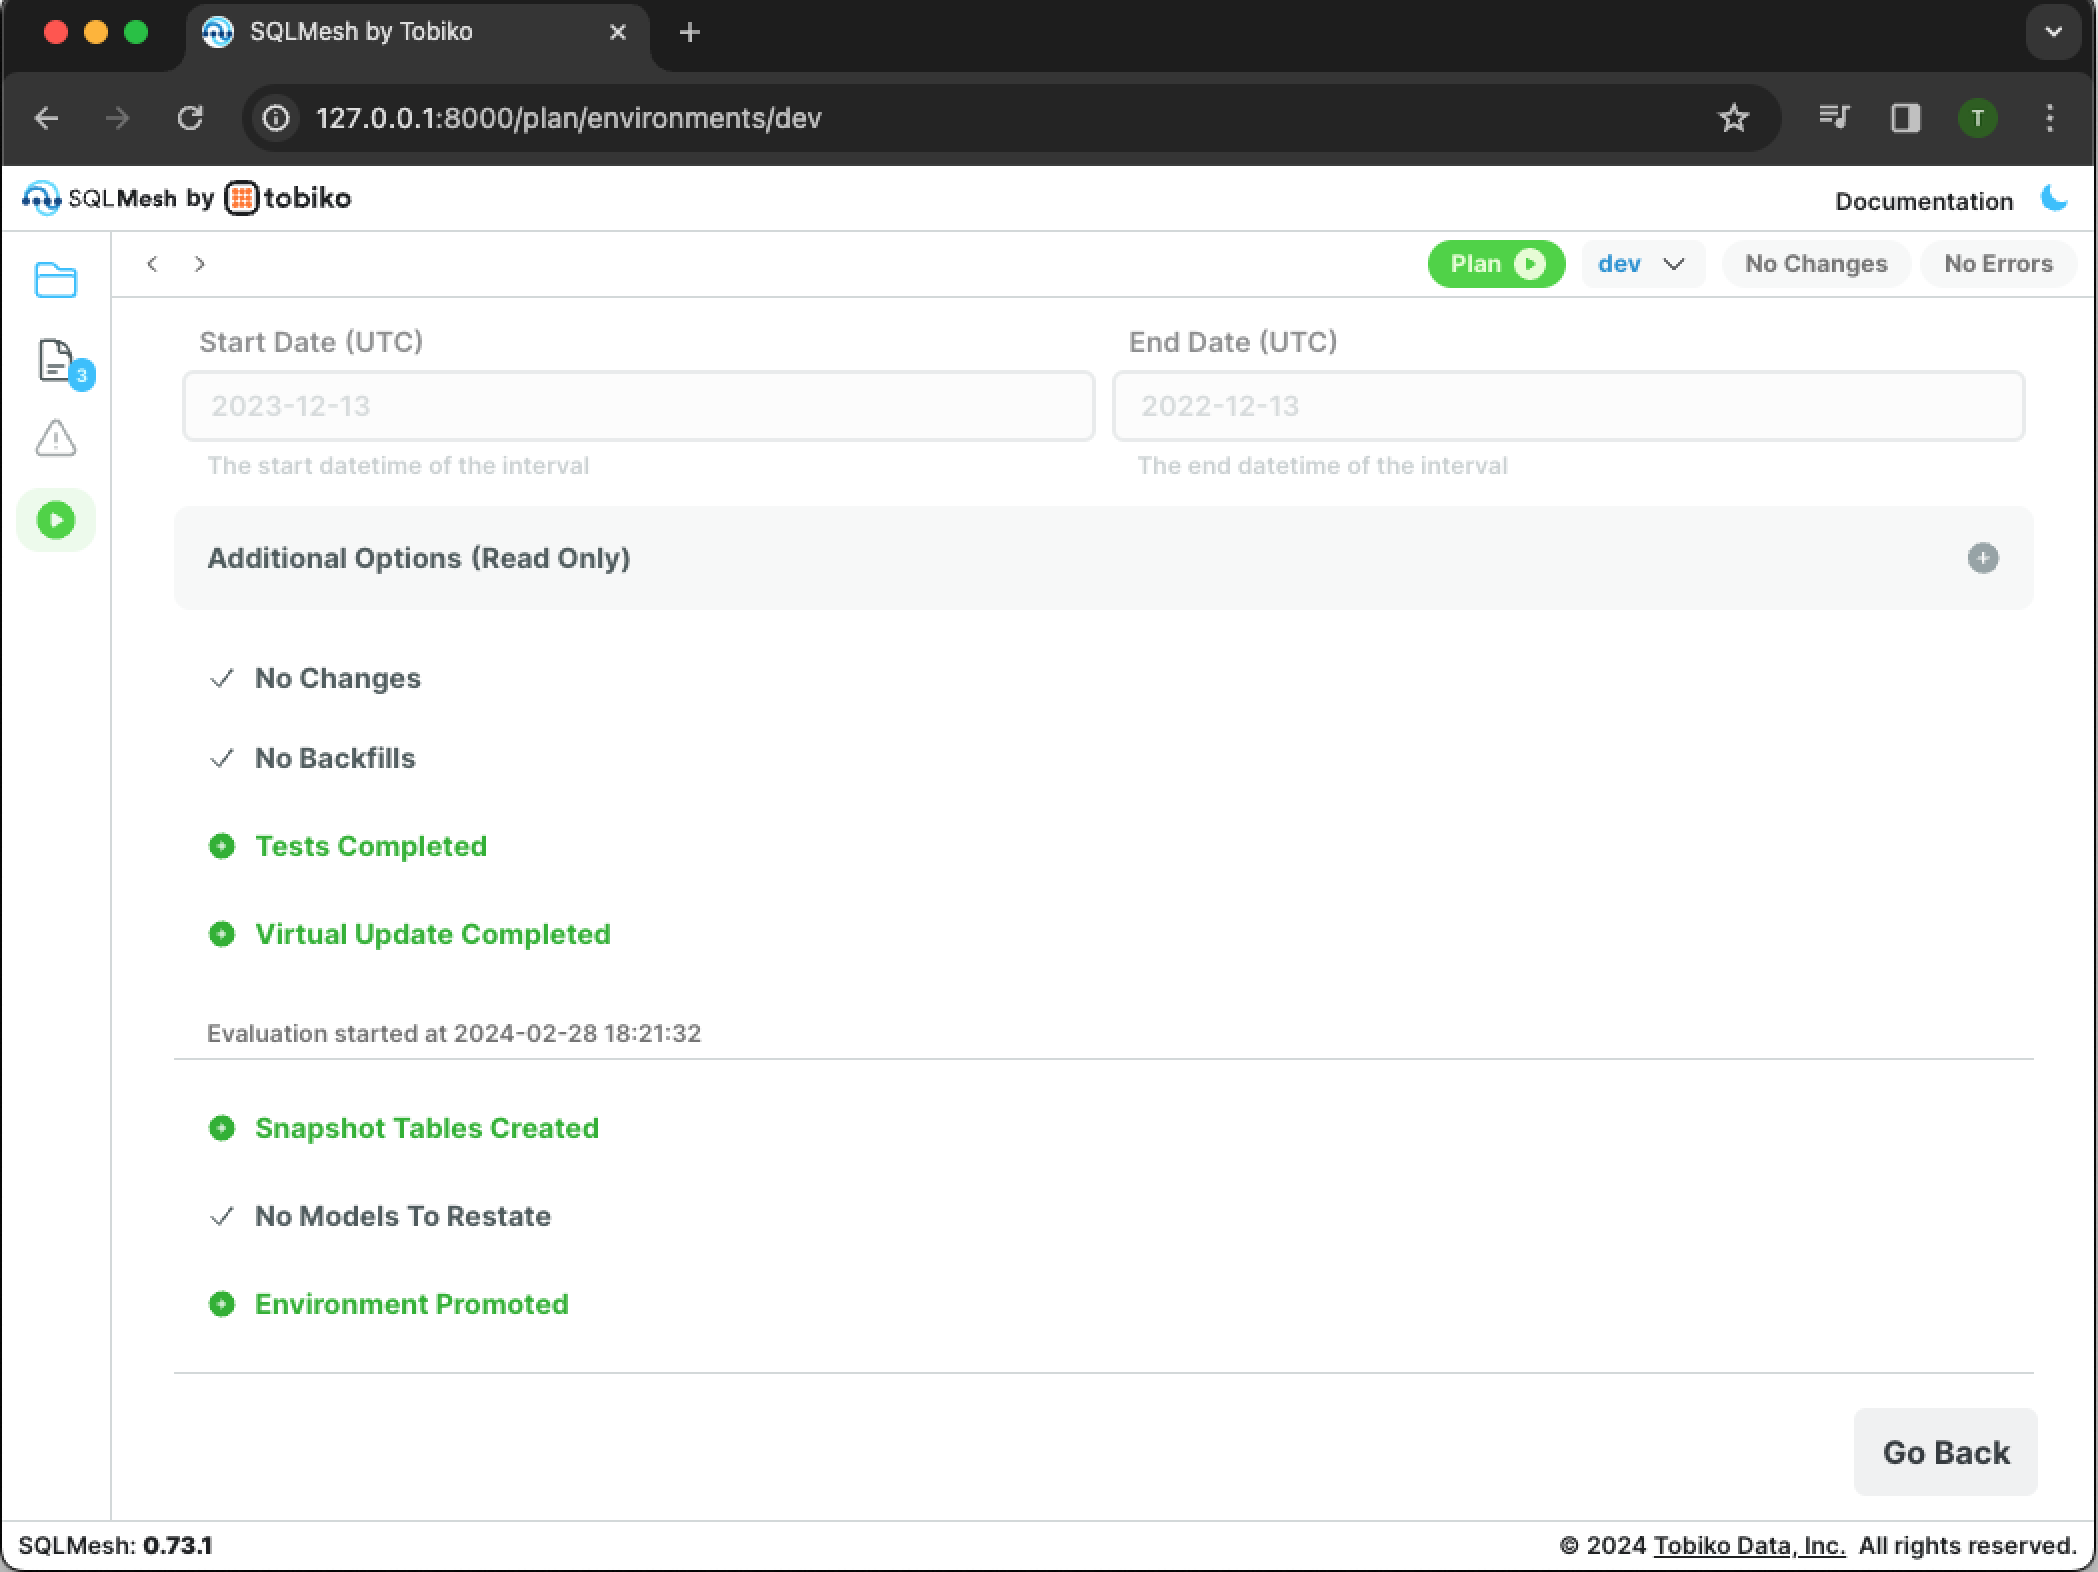 SQLMesh by Tobiko
127.0.0.1:8000/plan/environments/dev
T
SQLMesh by tobiko
Documentation
Plan
dev
No Changes
No Errors
3
Start Date (UTC)
End Date (UTC)
2023-12-13
2022-12-13
The start datetime of the interval
The end datetime of the interval
Additional Options (Read Only)
No Changes
No Backfills
Tests Completed
Virtual Update Completed
Evaluation started at 2024-02-28 18:21:32
Snapshot Tables Created
No Models To Restate
Environment Promoted
Go Back
SQLMesh: 0.73.1
© 2024 Tobiko Data, Inc. All rights reserved.